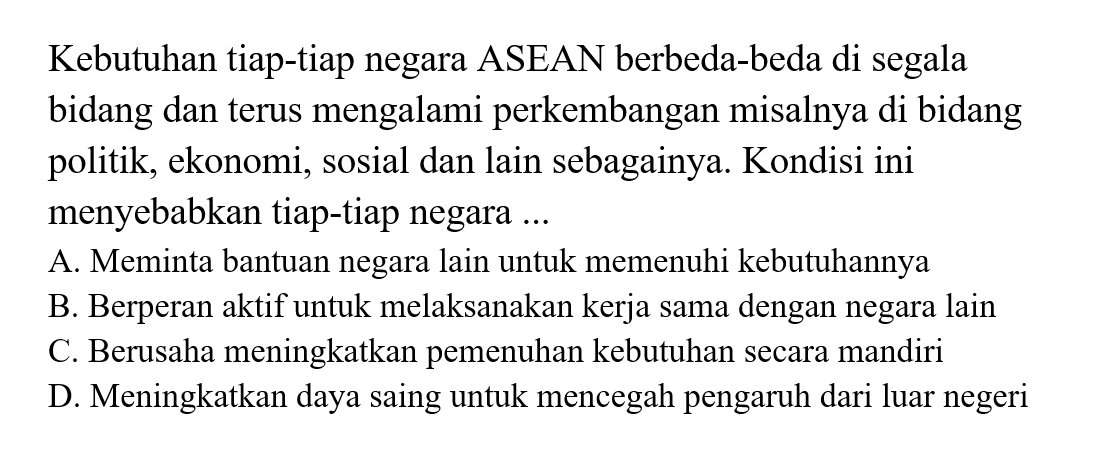 Kebutuhan tiap-tiap negara ASEAN berbeda-beda di segala
bidang dan terus mengalami perkembangan misalnya di bidang
politik, ekonomi, sosial dan lain sebagainya. Kondisi ini
menyebabkan tiap-tiap negara ...
A. Meminta bantuan negara lain untuk memenuhi kebutuhannya
B. Berperan aktif untuk melaksanakan kerja sama dengan negara lain
C. Berusaha meningkatkan pemenuhan kebutuhan secara mandiri
D. Meningkatkan daya saing untuk mencegah pengaruh dari luar negeri